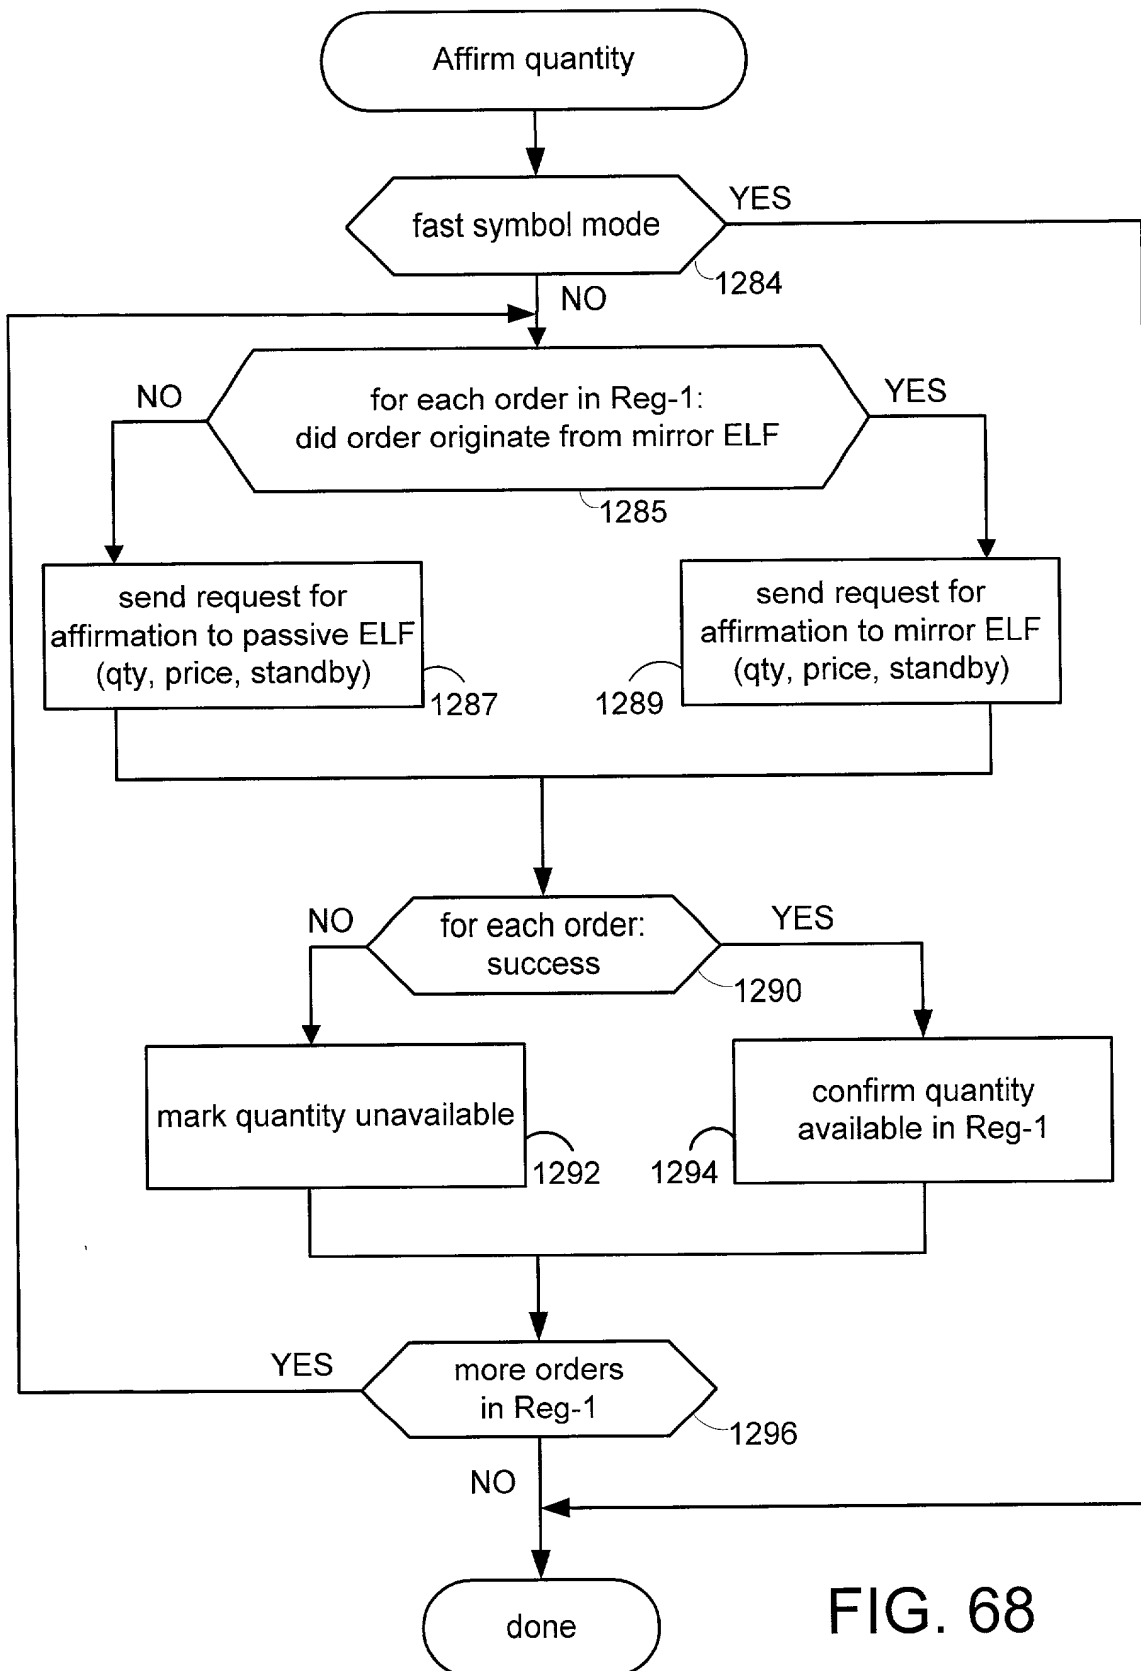 Affirm quantity
YES
fast symbol mode
1284
NO
NO
YES
for each order in Reg-1:
did order originate from mirror ELF
1285
send request for
affirmation to passive ELF
(qty, price, standby)
1287
send request for
affirmation to mirror ELF
(qty, price, standby)
1289
NO
YES
for each order:
success
1290
mark quantity unavailable
1292
confirm quantity
available in Reg-1
1294
YES
more orders
in Reg-1
1296
NO
done
FIG. 68